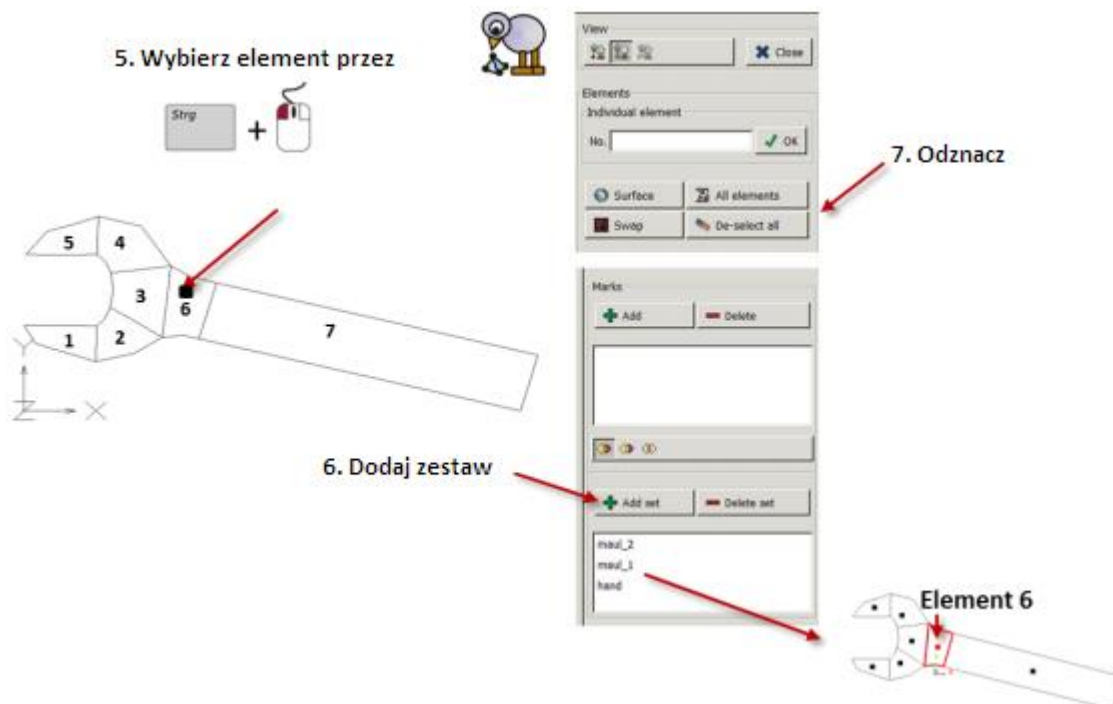 5. Wybierz element przez
Strg
+
5
4
3
6
1
2
7
Y
Z
X
View
Close
Elements
Individual element
No.
OK
Surface
All elements
Swap
De-select all
7. Odznacz
Marks
Add
Delete
6. Dodaj zestaw
Add set
Delete set
maul_2
maul_1
hand
Element 6